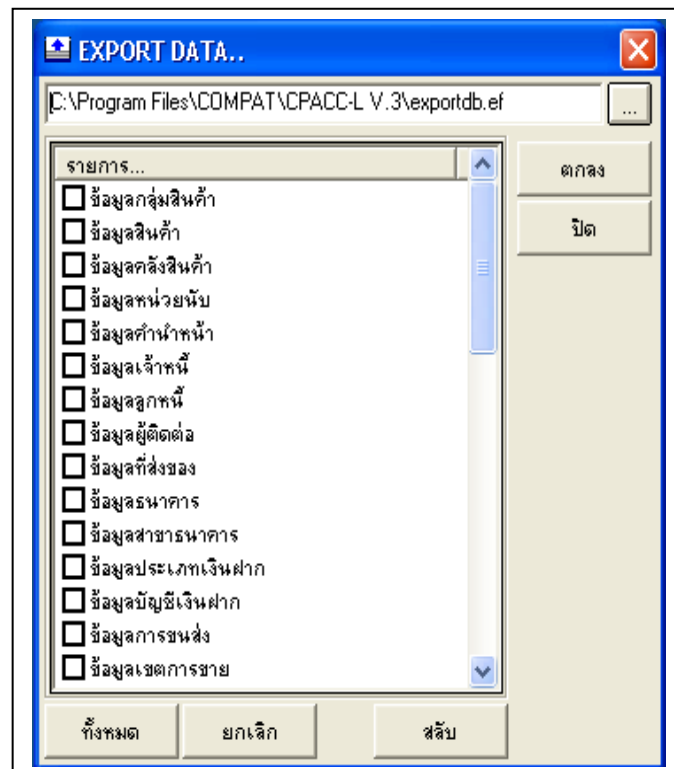 EXPORT DATA..
C:\Program Files\COMPAT\CPACC-L V.3\exportdb.ef
...
รายการ...
ตกลง
ปิด
ข้อมูลกลุ่มสินค้า
ข้อมูลสินค้า
ข้อมูลคลังสินค้า
ข้อมูลหน่วยนับ
ข้อมูลคำนำหน้า
ข้อมูลเจ้าหนี้
ข้อมูลลูกหนี้
ข้อมูลผู้ติดต่อ
ข้อมูลที่ส่งของ
ข้อมูลธนาคาร
ข้อมูลสาขาธนาคาร
ข้อมูลประเภทเงินฝาก
ข้อมูลบัญชีเงินฝาก
ข้อมูลการขนส่ง
ข้อมูลเขตการขาย
ทั้งหมด ยกเลิก สลับ